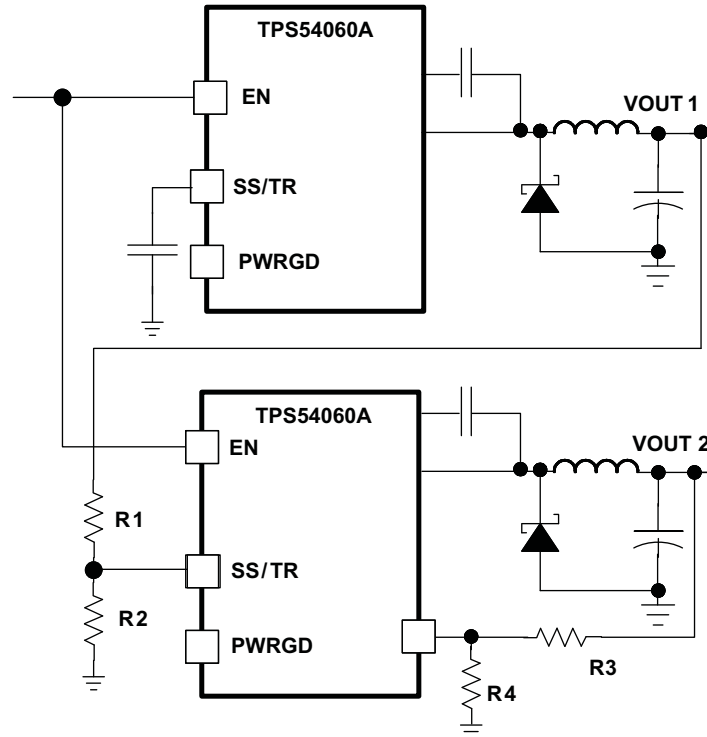 TPS54060A
EN
VOUT 1
SS/TR
PWRGD
TPS54060A
VOUT 2
EN
R1
SS/TR
R2
PWRGD
R3
R4